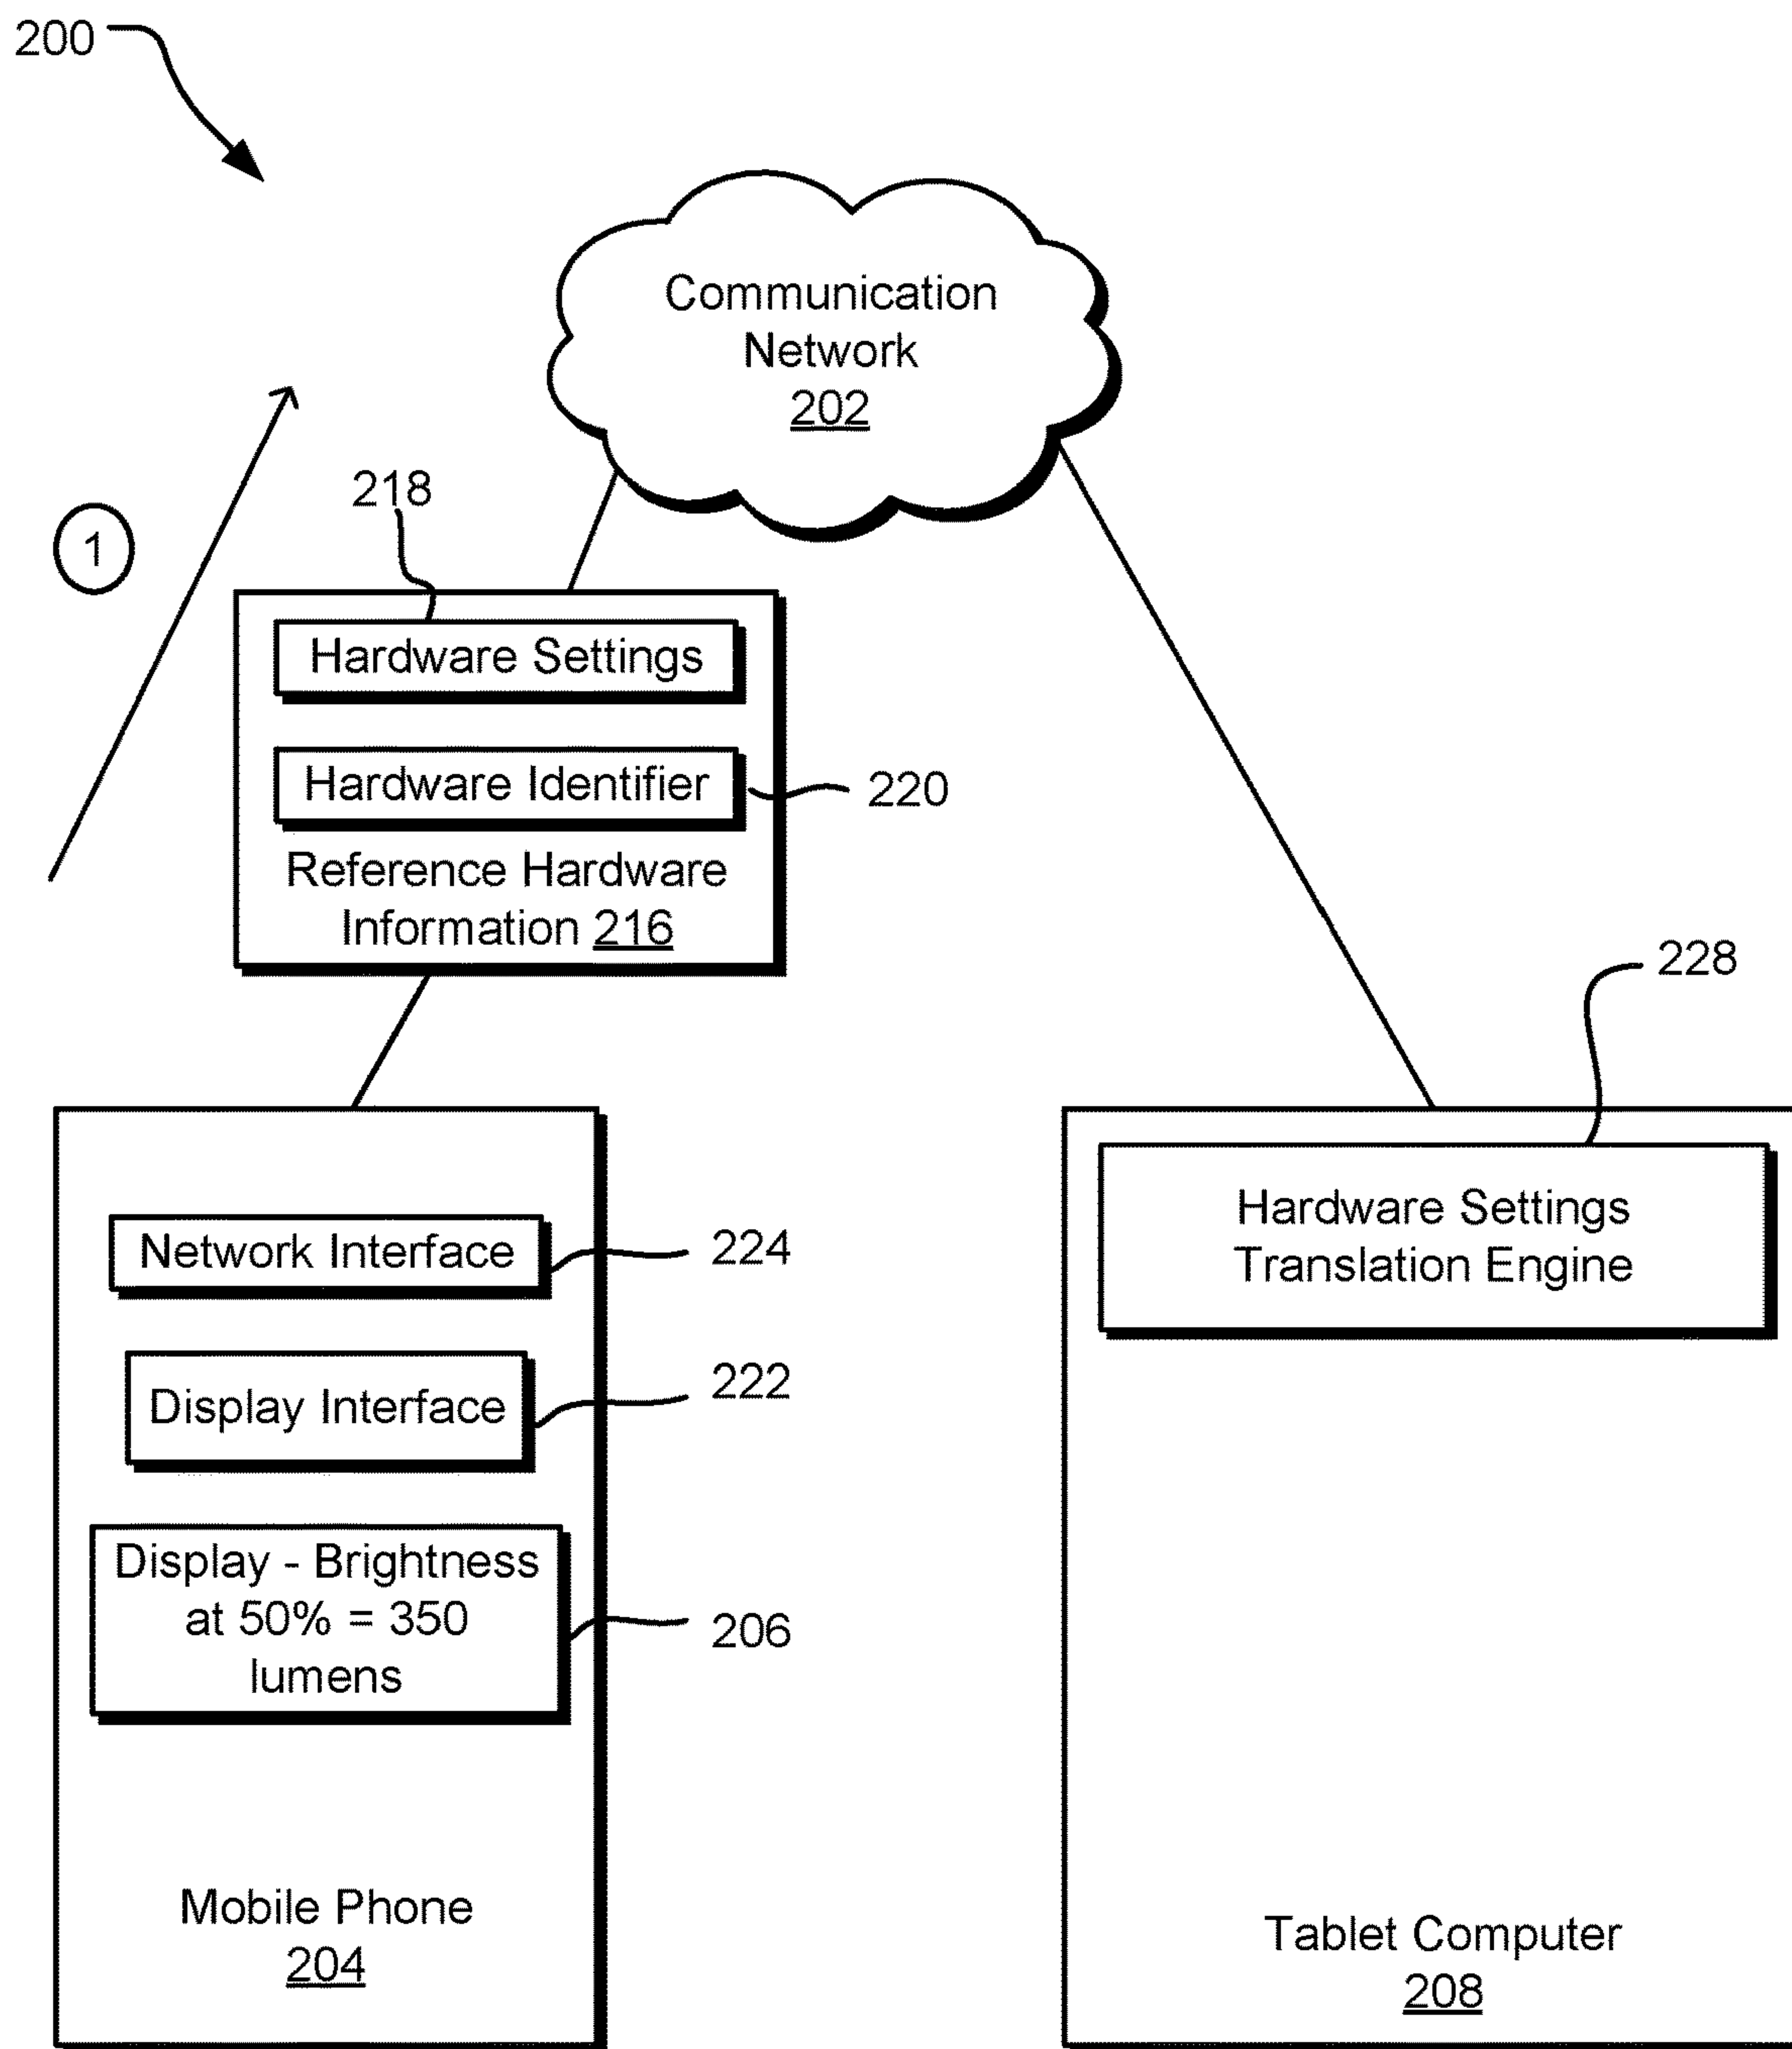 200
Communication
Network
202
218
1
Hardware Settings
Hardware Identifier
220
Reference Hardware
Information 216
228
Hardware Settings
Translation Engine
Network Interface
224
Display Interface
222
Display - Brightness
at 50% = 350
lumens
206
Mobile Phone
204
Tablet Computer
208